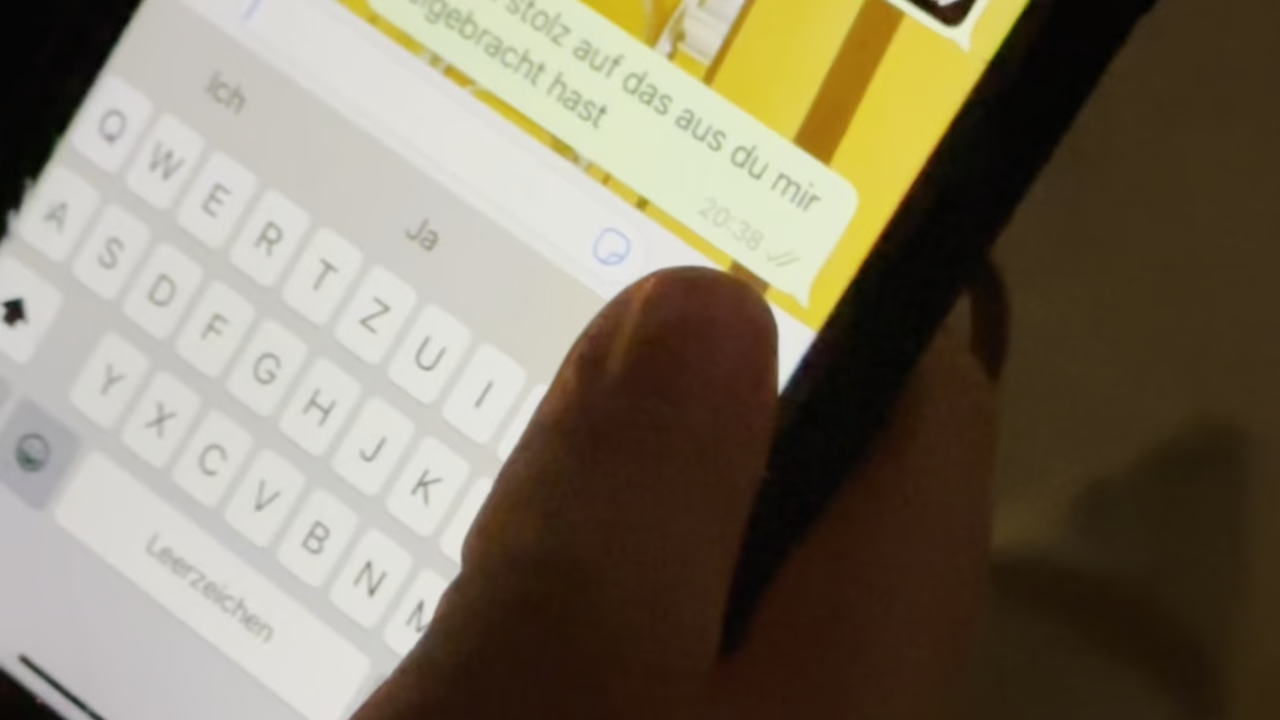 stolz auf das aus du mir
gebracht hast
20:38
Ich
Ja
Q W E R T Z U I
A S D F G H J K
Y X C V B N M
Leerzeichen